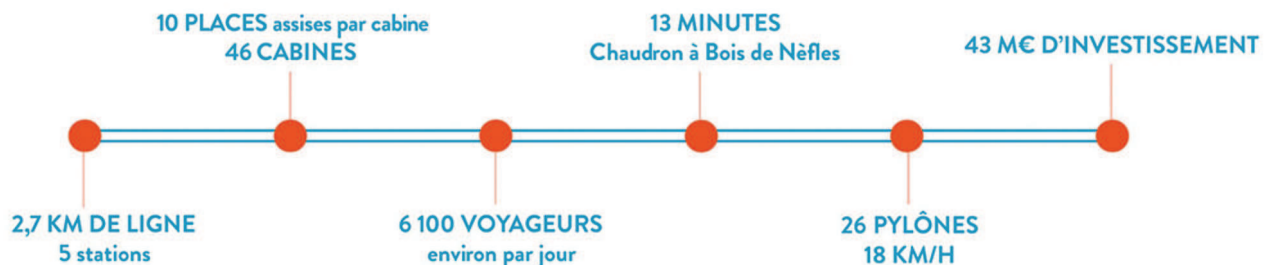 10 PLACES assises par cabine
46 CABINES
13 MINUTES
Chaudron à Bois de Nèfles
43 M€ D'INVESTISSEMENT
2,7 KM DE LIGNE
5 stations
6 100 VOYAGEURS
environ par jour
26 PYLÔNES
18 KM/H